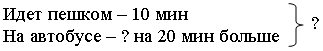 Идет пешком – 10 мин
На автобусе – ? на 20 мин больше
?